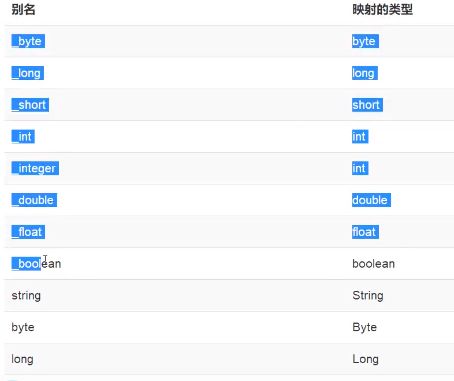 别名 映射的类型
_byte byte
_long long
_short short
_int int
_integer int
_double double
_float float
_boolean boolean
string String
byte Byte
long Long